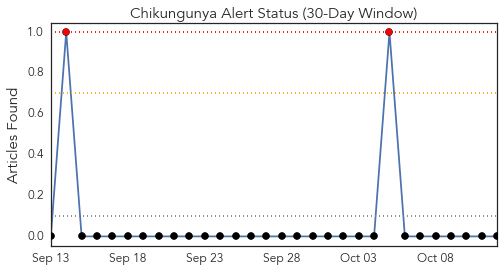 Chikungunya Alert Status (30-Day Window)
Articles Found
1.0
0.8
0.6
0.4
0.2
0.0
Sep 13 Sep 18 Sep 23 Sep 28 Oct 03 Oct 08